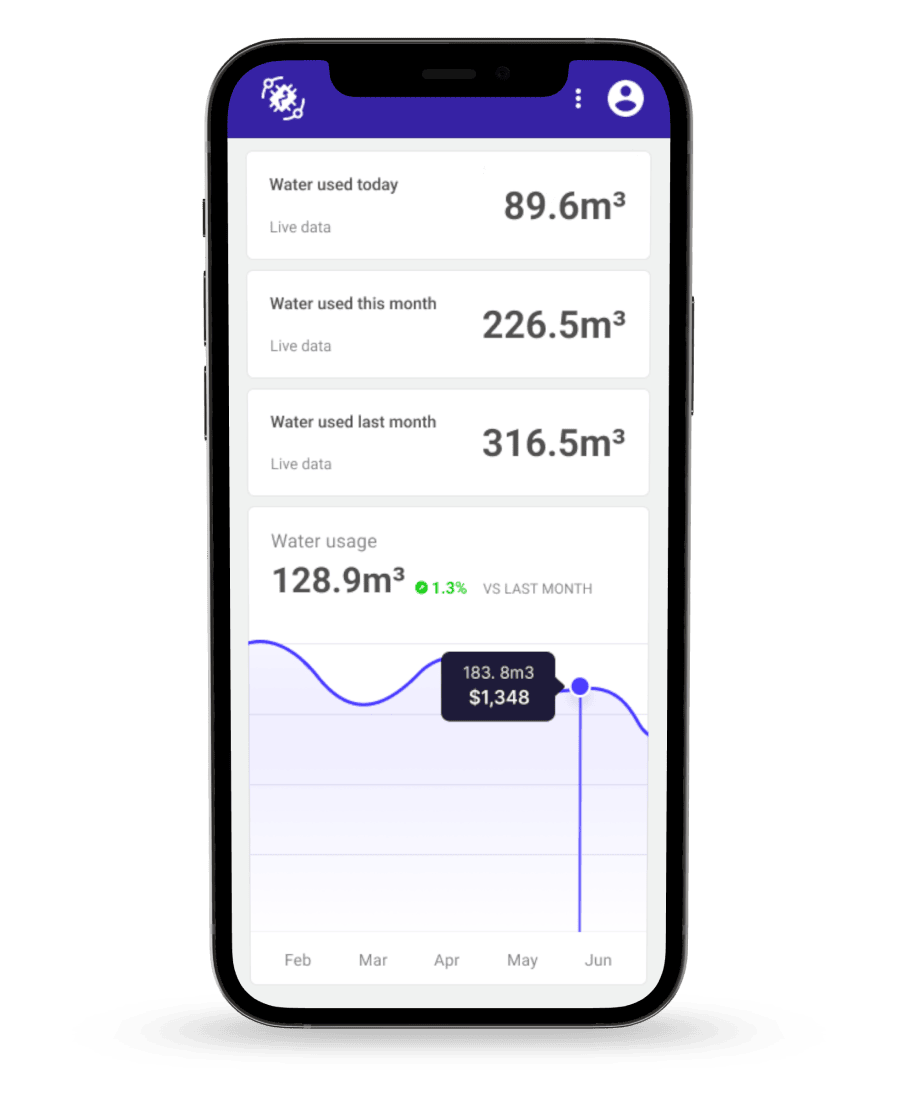 Water used today
89.6m³
Live data
Water used this month
226.5m³
Live data
Water used last month
316.5m³
Live data
Water usage
128.9m³ 1.3% VS LAST MONTH
183. 8m3
$1,348
Feb Mar Apr May Jun